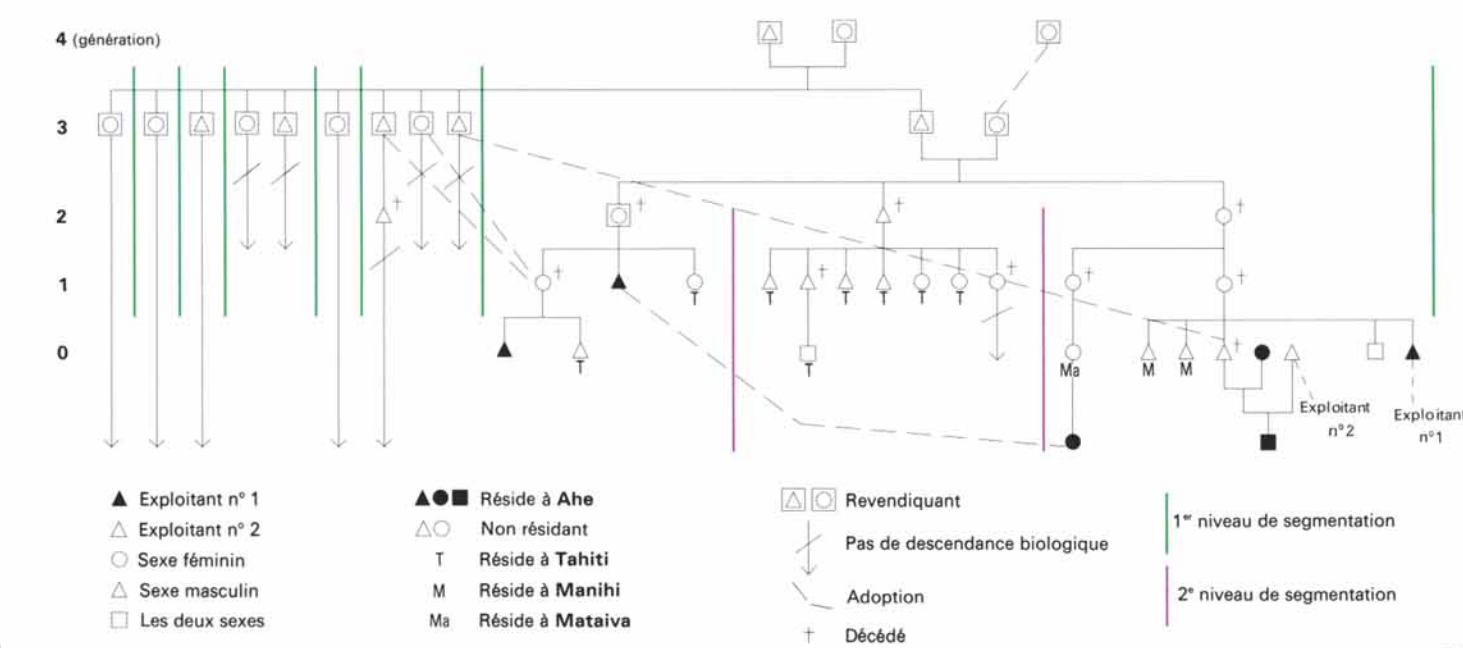 4 (génération)
3
†
2
†
†
†
†
†
1
†
†
T
T
T
T
T
T
0
T
T
Ma
M
M
†
Exploitant
n°2
Exploitant
n°1
Exploitant n° 1
Exploitant n° 2
Sexe féminin
Sexe masculin
Les deux sexes
Réside à Ahe
Non résidant
T Réside à Tahiti
M Réside à Manihi
Ma Réside à Mataiva
Revendiquant
Pas de descendance biologique
Adoption
† Décédé
1er niveau de segmentation
2e niveau de segmentation